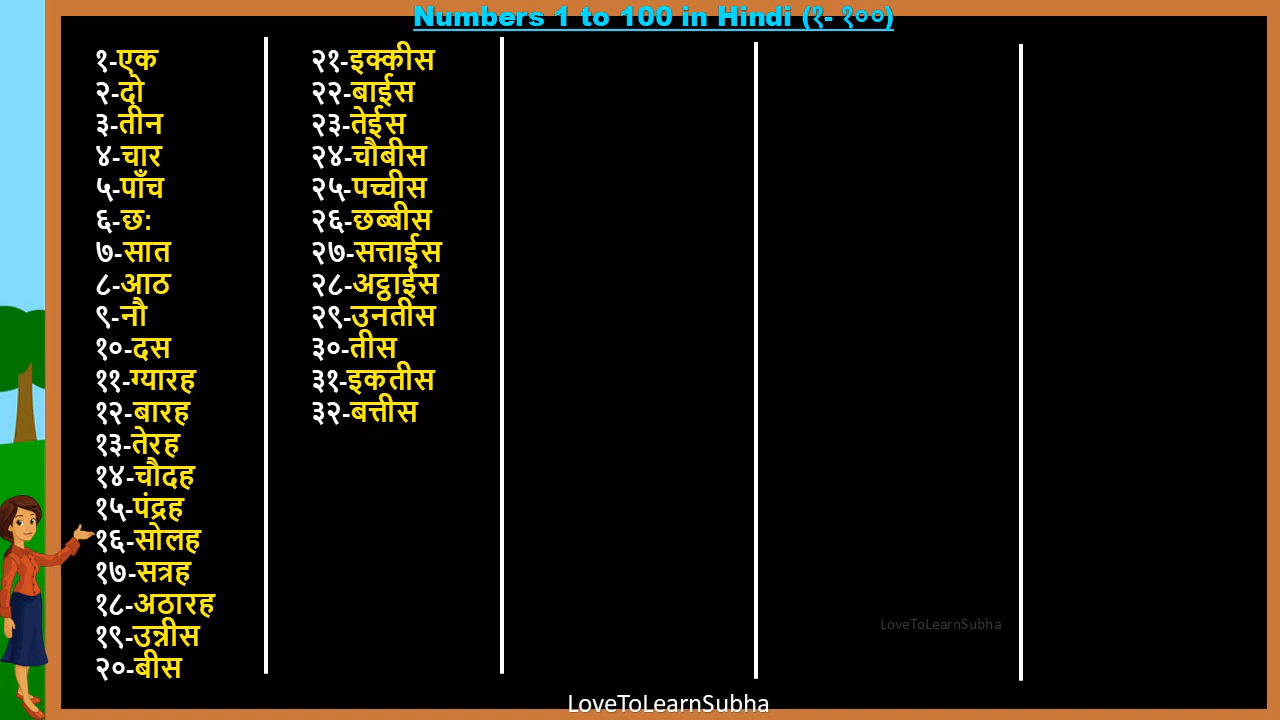 Numbers 1 to 100 in Hindi (१- १००)
१-एक
२-दो
३-तीन
४-चार
५-पाँच
६-छ:
७-सात
८-आठ
९-नौ
१०-दस
११-ग्यारह
१२-बारह
१३-तेरह
१४-चौदह
१५-पंद्रह
१६-सोलह
१७-सत्रह
१८-अठारह
१९-उन्नीस
२०-बीस
२१-इक्कीस
२२-बाईस
२३-तेईस
२४-चौबीस
२५-पच्चीस
२६-छब्बीस
२७-सत्ताईस
२८-अट्ठाईस
२९-उनतीस
३०-तीस
३१-इकतीस
३२-बत्तीस
LoveToLearnSubha
LoveToLearnSubha